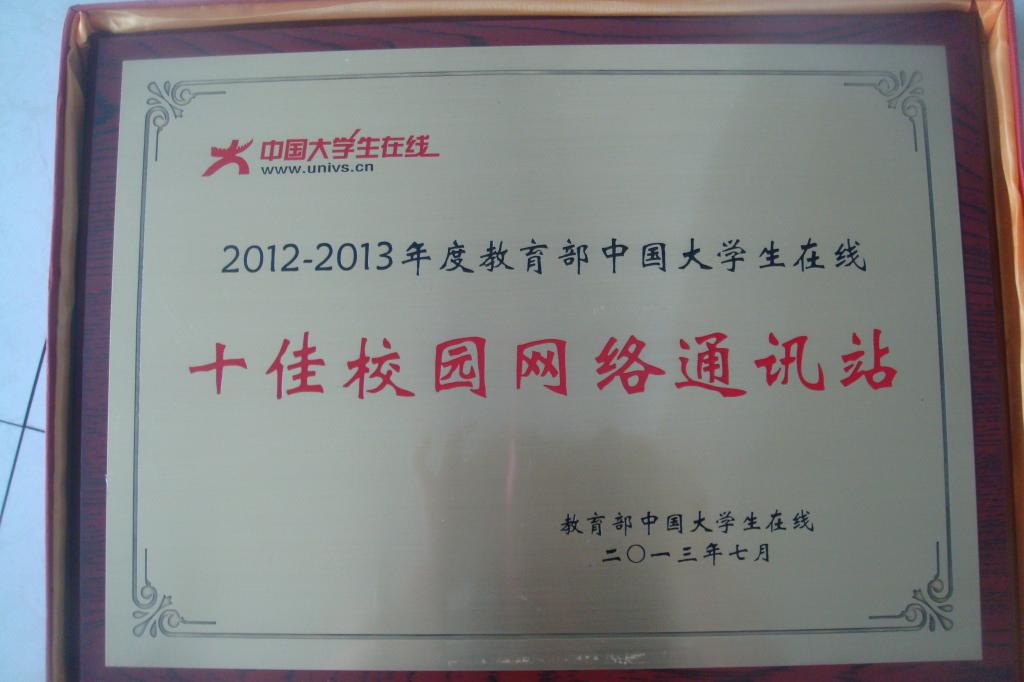 中国大学生在线
www.univs.cn
2012-2013年度教育部中国大学生在线
十佳校园网络通讯站
教育部中国大学生在线
二〇一三年七月